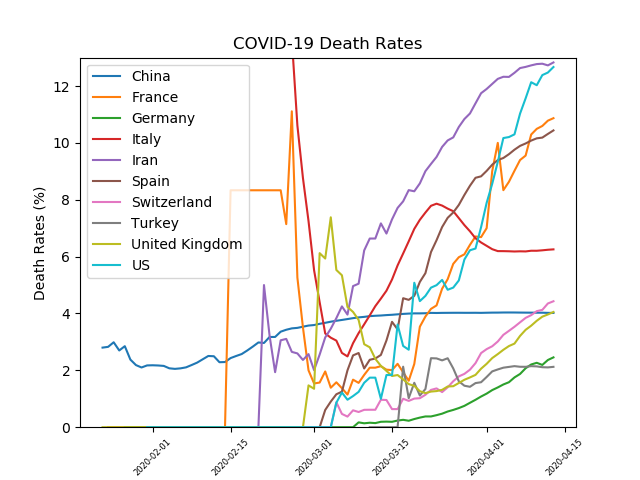 COVID-19 Death Rates
Death Rates (%)
12
10
8
6
4
2
0
China
France
Germany
Italy
Iran
Spain
Switzerland
Turkey
United Kingdom
US
2020-02-01
2020-02-15
2020-03-01
2020-03-15
2020-04-01
2020-04-15